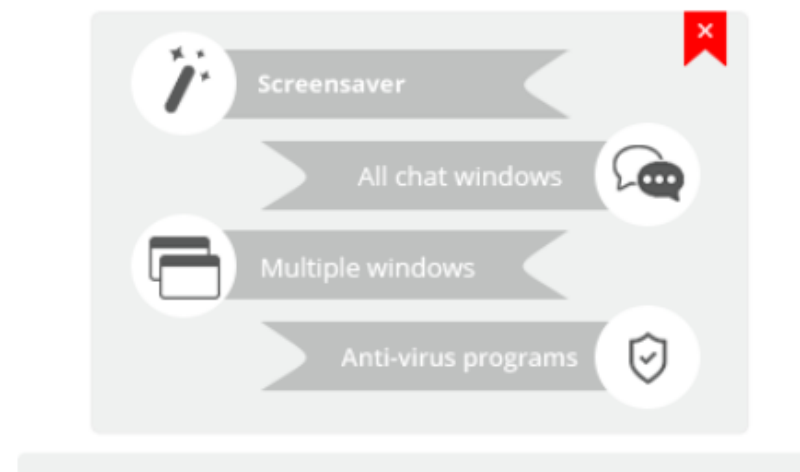 Screensaver
All chat windows
Multiple windows
Anti-virus programs